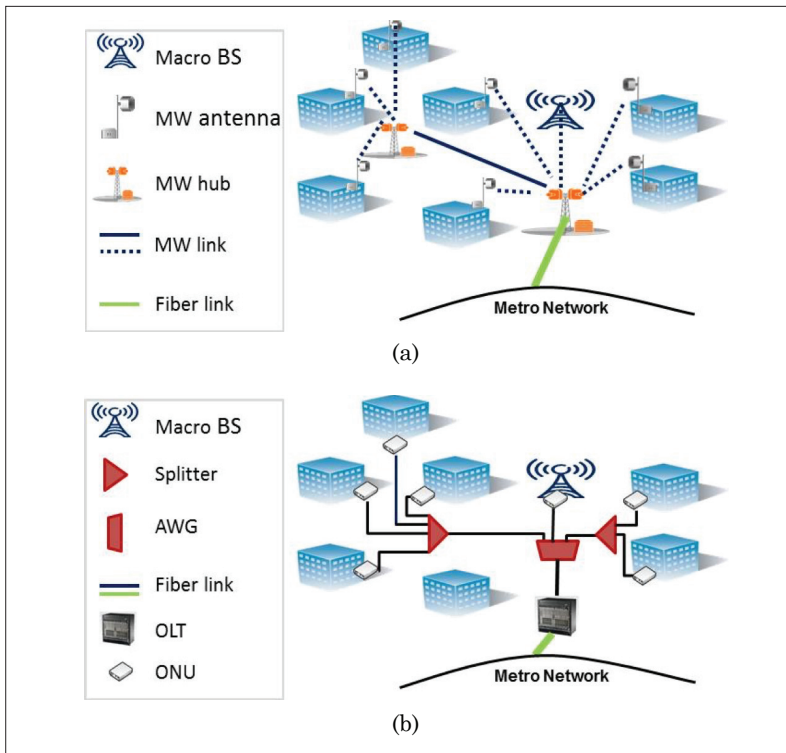 Macro BS
MW antenna
MW hub
MW link
Fiber link
Metro Network
(a)
Macro BS
Splitter
AWG
Fiber link
OLT
ONU
Metro Network
(b)